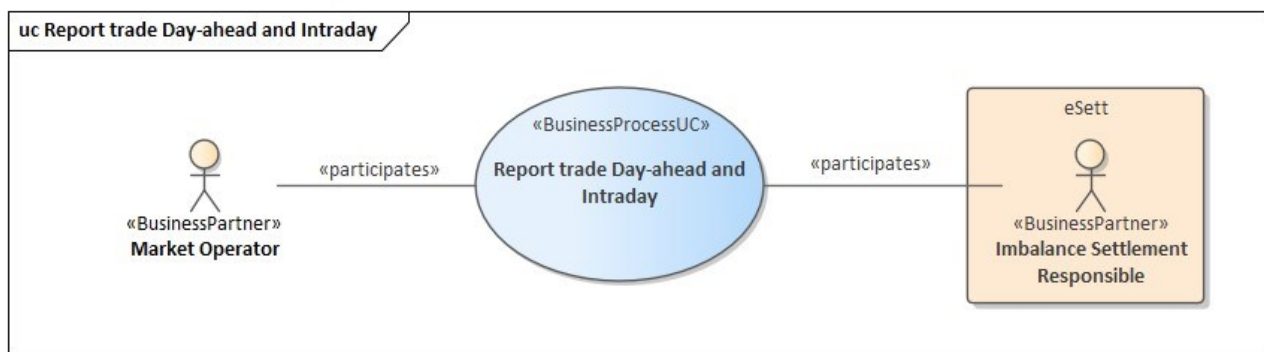 uc Report trade Day-ahead and Intraday
eSett
«BusinessProcessUC»
«participates»
Report trade Day-ahead and
Intraday
«participates»
«BusinessPartner»
Market Operator
«BusinessPartner»
Imbalance Settlement
Responsible